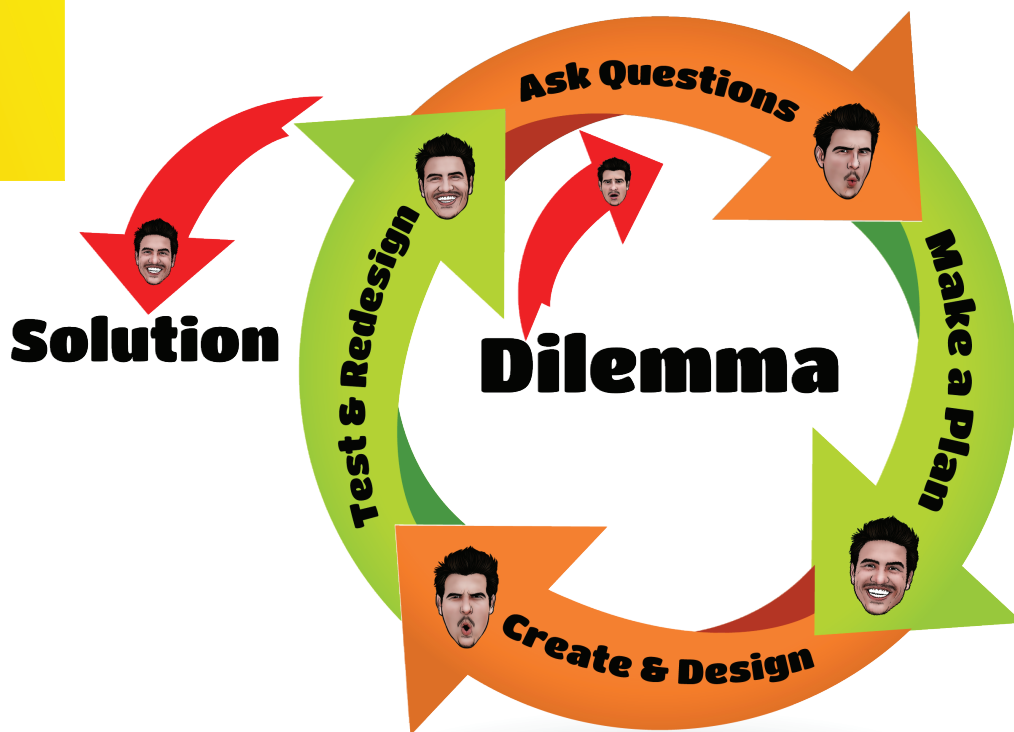 Ask Questions
Make a Plan
Create & Design
Test & Redesign
Solution
Dilemma